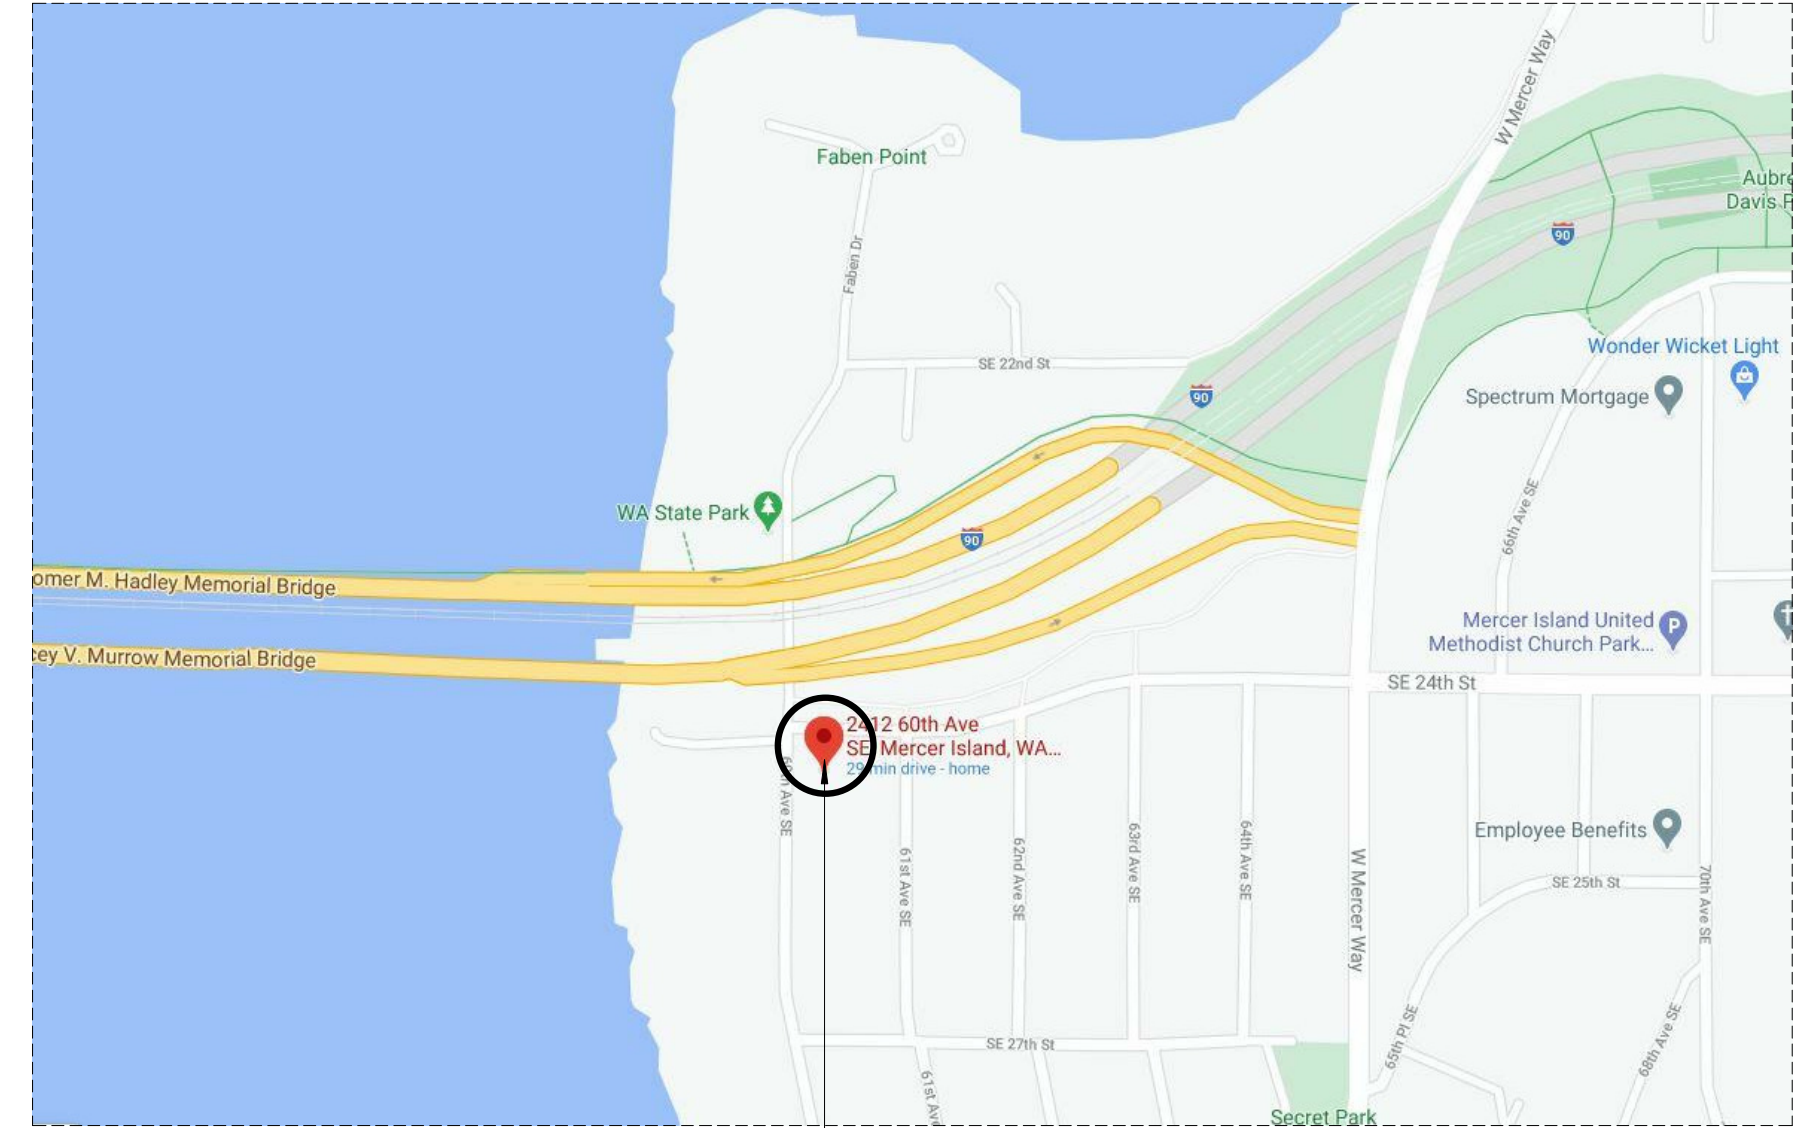 W Mercer Way
Faben Point
Aubre
Davis P
90
Faben Dr
Wonder Wicket Light
SE 22nd St
90
Spectrum Mortgage
WA State Park
66th Ave SE
90
omer M. Hadley Memorial Bridge
Mercer Island United
Methodist Church Park...
P
cey V. Murrow Memorial Bridge
SE 24th St
2412 60th Ave
SE, Mercer Island, WA...
29 min drive - home
60th Ave SE
61st Ave SE
62nd Ave SE
63rd Ave SE
64th Ave SE
W Mercer Way
Employee Benefits
SE 25th St
70th Ave SE
SE 27th St
65th Pl SE
68th Ave SE
61st Ave
Secret Park